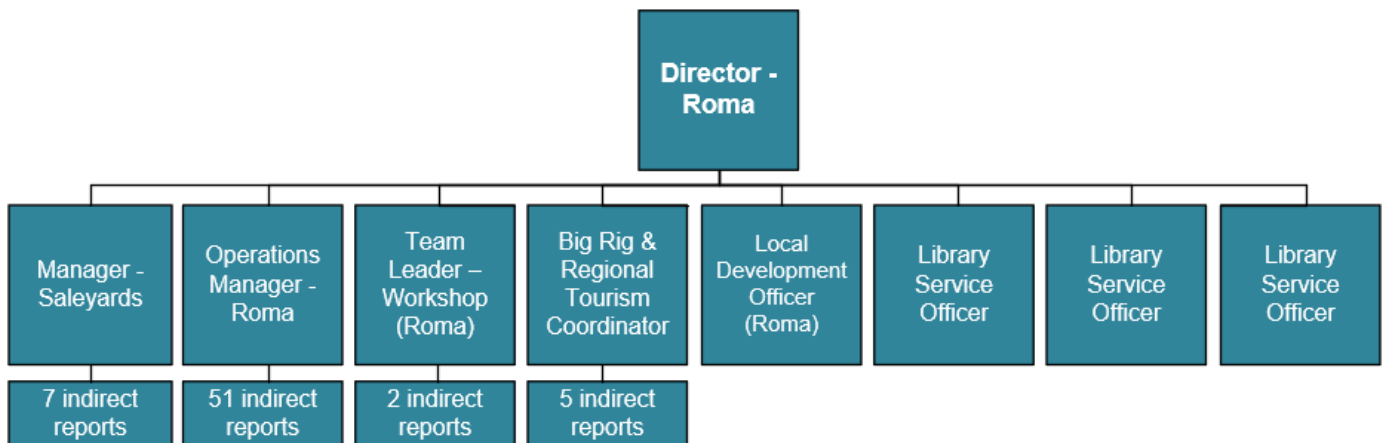 Director -
Roma
Manager -
Saleyards
Operations
Manager -
Roma
Team
Leader –
Workshop
(Roma)
Big Rig &
Regional
Tourism
Coordinator
Local
Development
Officer
(Roma)
Library
Service
Officer
Library
Service
Officer
Library
Service
Officer
7 indirect
reports
51 indirect
reports
2 indirect
reports
5 indirect
reports